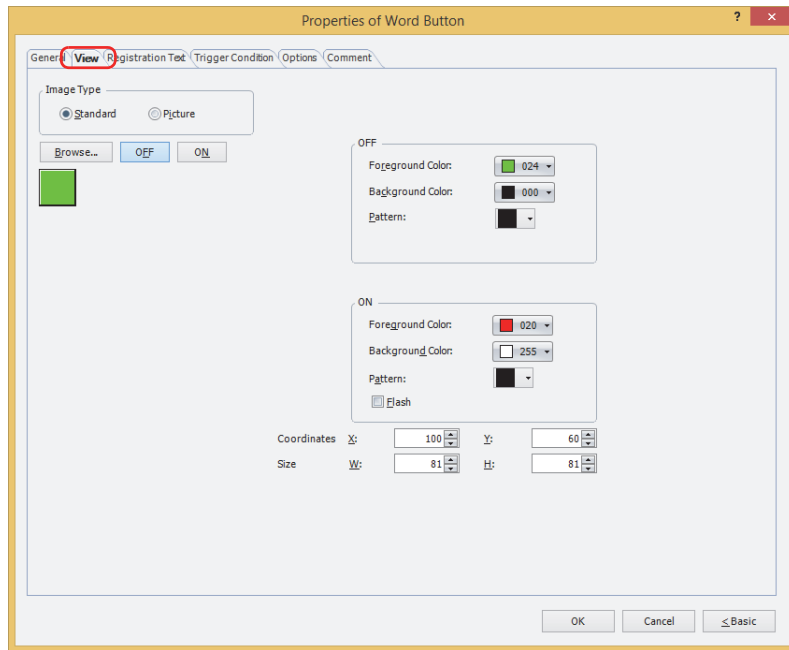 Properties of Word Button
? ×
General View Registration Text Trigger Condition Options Comment
Image Type
Standard Picture
Browse... OFF ON
OFF
Foreground Color: 024
Background Color: 000
Pattern:
ON
Foreground Color: 020
Background Color: 255
Pattern:
Flash
Coordinates X: 100 Y: 60
Size W: 81 H: 81
OK Cancel < Basic